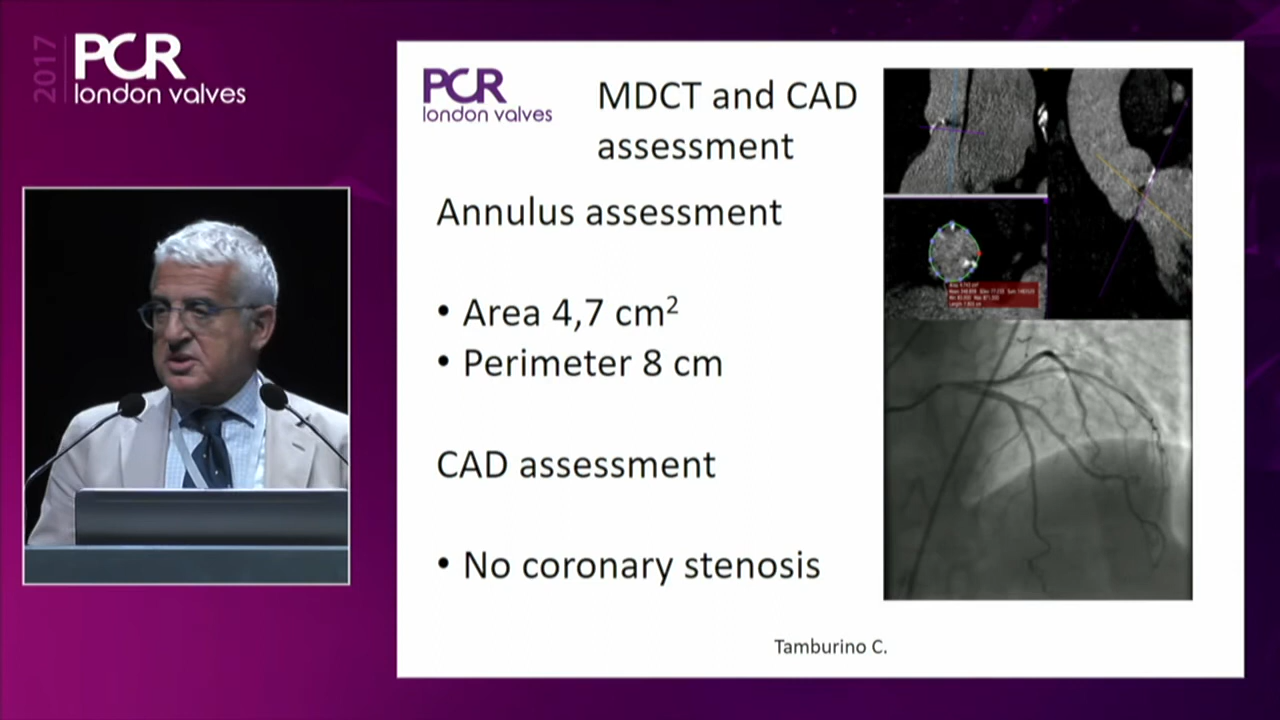 2017
PCR
london valves
PCR
london valves
MDCT and CAD
assessment
Annulus assessment
• Area 4,7 cm²
• Perimeter 8 cm
CAD assessment
• No coronary stenosis
Tamburino C.